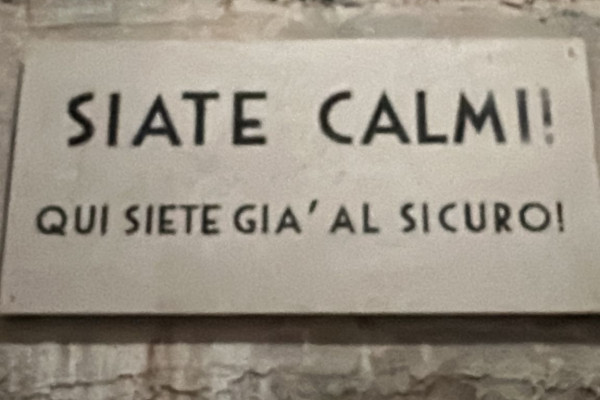 SIATE CALMI!
QUI SIETE GIA' AL SICURO!